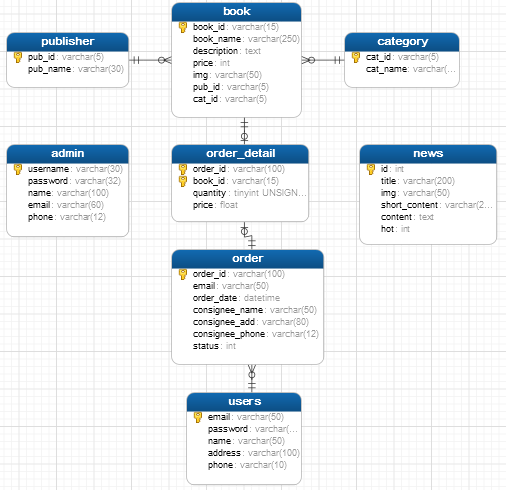 book
book_id: varchar(15)
book_name: varchar(250)
description: text
price: int
img: varchar(50)
pub_id: varchar(5)
cat_id: varchar(5)
publisher
pub_id: varchar(5)
pub_name: varchar(30)
category
cat_id: varchar(5)
cat_name: varchar(...
admin
username: varchar(30)
password: varchar(32)
name: varchar(100)
email: varchar(60)
phone: varchar(12)
order_detail
order_id: varchar(100)
book_id: varchar(15)
quantity: tinyint UNSIGN...
price: float
news
id: int
title: varchar(200)
img: varchar(50)
short_content: varchar(2...
content: text
hot: int
order
order_id: varchar(100)
email: varchar(50)
order_date: datetime
consignee_name: varchar(50)
consignee_add: varchar(80)
consignee_phone: varchar(12)
status: int
users
email: varchar(50)
password: varchar(...
name: varchar(50)
address: varchar(100)
phone: varchar(10)